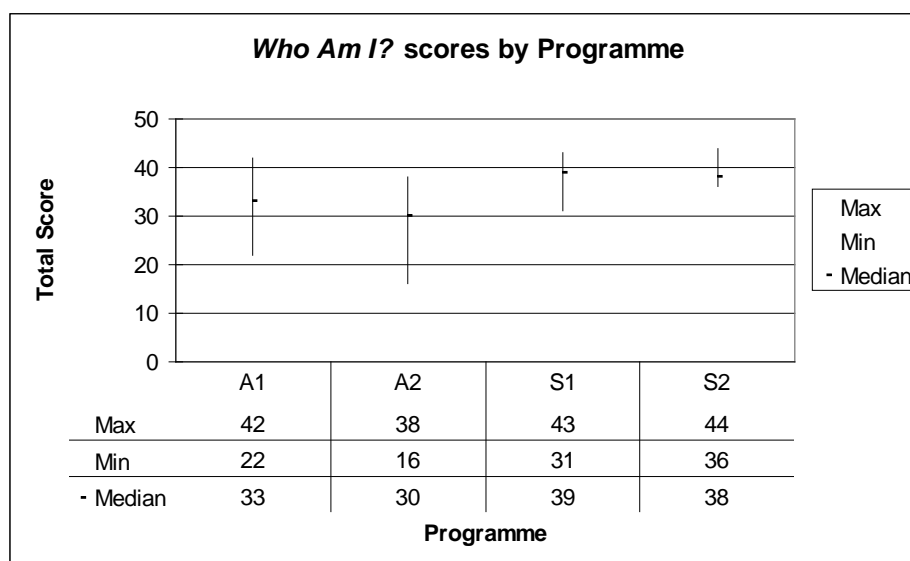 Who Am I? scores by Programme
50
40
30
20
10
0
Total Score
Max
Min
- Median
A1 A2 S1 S2
Max 42 38 43 44
Min 22 16 31 36
- Median 33 30 39 38
Programme